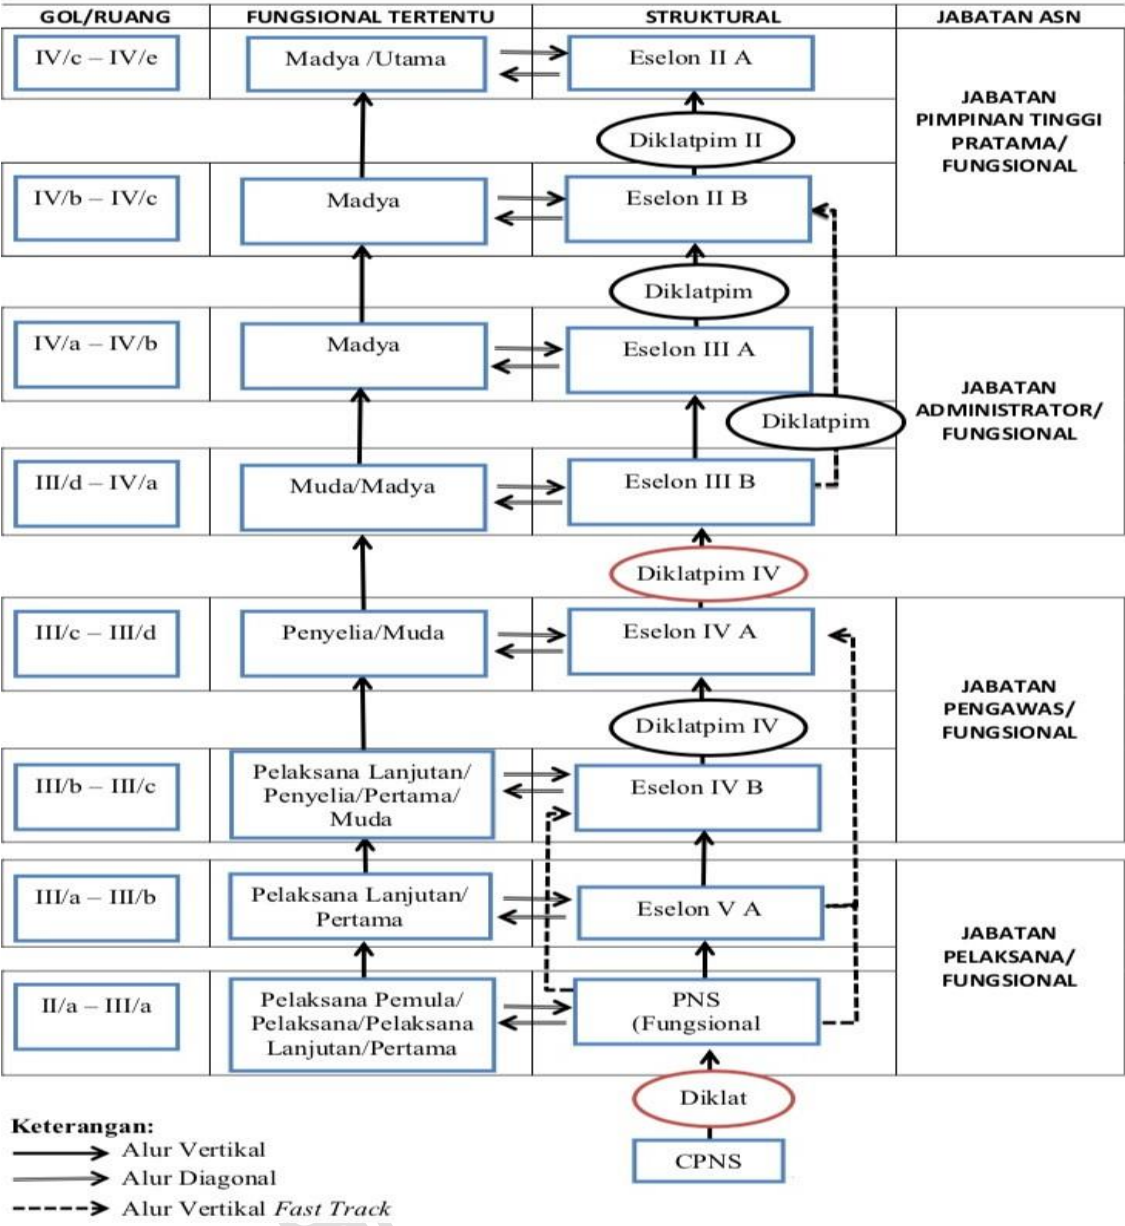 GOL/RUANG FUNGSIONAL TERTENTU STRUKTURAL JABATAN ASN
IV/c – IV/e
Madya /Utama
Eselon II A
JABATAN
PIMPINAN TINGGI
PRATAMA/
FUNGSIONAL
Diklatpim II
IV/b – IV/c
Madya
Eselon II B
Diklatpim
IV/a – IV/b
Madya
Eselon III A
JABATAN
ADMINISTRATOR/
FUNGSIONAL
Diklatpim
III/d – IV/a
Muda/Madya
Eselon III B
Diklatpim IV
III/c – III/d
Penyelia/Muda
Eselon IV A
JABATAN
PENGAWAS/
FUNGSIONAL
Diklatpim IV
III/b – III/c
Pelaksana Lanjutan/
Penyelia/Pertama/
Muda
Eselon IV B
III/a – III/b
Pelaksana Lanjutan/
Pertama
Eselon V A
JABATAN
PELAKSANA/
FUNGSIONAL
II/a – III/a
Pelaksana Pemula/
Pelaksana/Pelaksana
Lanjutan/Pertama
PNS
(Fungsional
Diklat
CPNS
Keterangan:
Alur Vertikal
Alur Diagonal
Alur Vertikal Fast Track